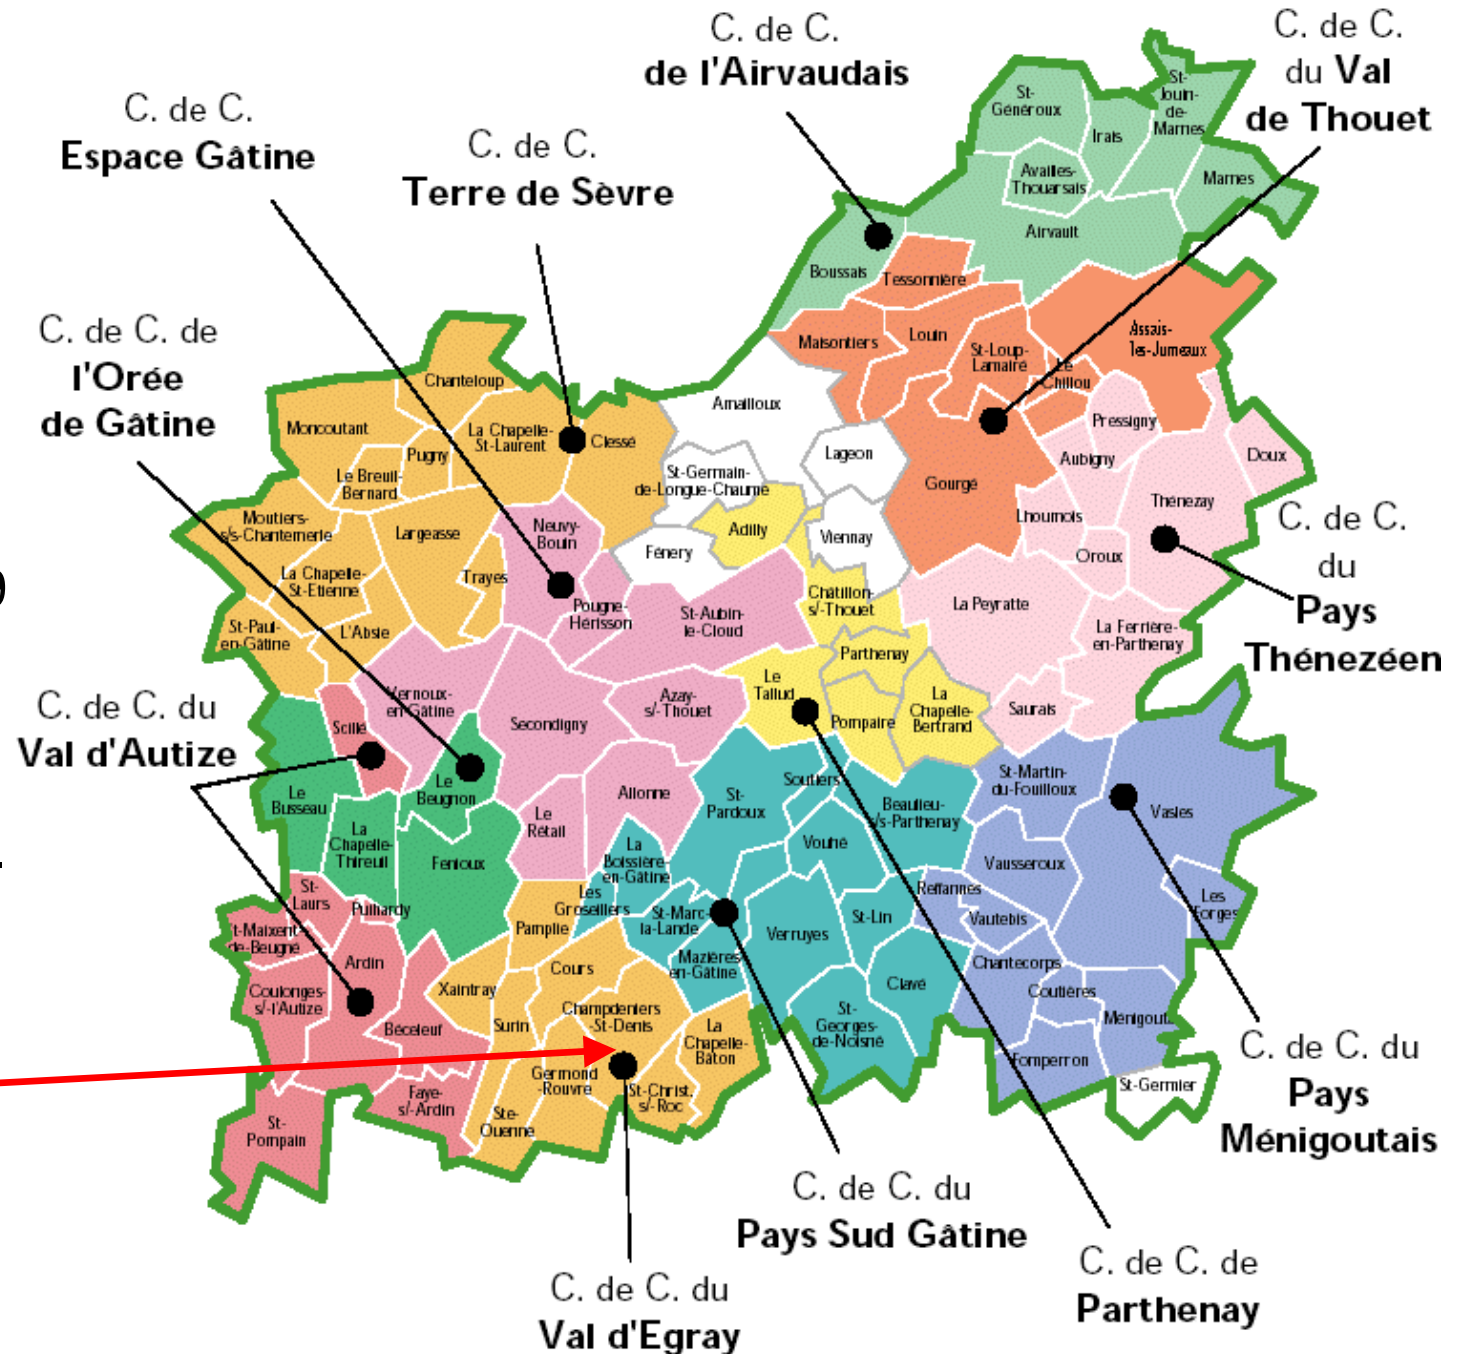 C. de C.
de l'Airvaudais
C. de C.
du Val
de Thouet
C. de C.
Espace Gâtine
C. de C.
Terre de Sèvre
C. de C. de
l'Orée
de Gâtine
C. de C. du
Val d'Autize
C. de C.
du
Pays
Thénezéen
C. de C. du
Pays
Ménigoutais
C. de C. du
Pays Sud Gâtine
C. de C. de
Parthenay
C. de C. du
Val d'Egray
St-
Généroux
Irais
St-
Jouin-
de-
Marnes
Availles-
Thouarsais
Marnes
Airvault
Boussais
Tessonnière
Maisontiers
Louin
St-Loup-
Lamairé
Le
Chillou
Assais-
les-Jumeaux
Gourgé
Pressigny
Aubigny
Doux
Thénezay
Lhoumois
Oroux
La Peyratte
La Ferrière-
en-Parthenay
Saurais
Amailloux
Lageon
St-Germain-
de-Longue-Chaume
Adilly
Viennay
Fénery
Châtillon-
s/-Thouet
Parthenay
Le
Tallud
Pompaire
La
Chapelle-
Bertrand
Chanteloup
Moncoutant
La Chapelle-
St-Laurent
Clessé
Pugny
Le Breuil-
Bernard
Moutiers-
s/s-Chantemerle
Largeasse
La Chapelle-
St-Etienne
Trayes
St-Paul-
en-Gâtine
L'Absie
Neuvy-
Bouin
Pougne-
Hérisson
St-Aubin-
le-Cloud
Vernoux-
en-Gâtine
Secondigny
Azay-
s/-Thouet
Allonne
Le
Rétail
Scillé
Le
Busseau
Le
Beugnon
La
Chapelle-
Thireuil
Fenioux
St-
Laurs
Puihardy
t-Maixent-
de-Beugné
Ardin
Coulonges-
s/-l'Autize
Béceleuf
Faye-
s/-Ardin
St-
Pompain
Pamplie
Cours
Xaintray
Surin
Champdeniers
-St-Denis
La
Chapelle-
Bâton
Germond
-Rouvre
St-Christ.
s/-Roc
Ste-
Ouenne
St-
Pardoux
Soutiers
Beaulieu-
s/s-Parthenay
Vouhé
La
Boissière-
en-Gâtine
Les
Groseillers
St-Marc-
la-Lande
Mazières
en-Gâtine
Verruyes
St-Lin
Clavé
St-
Georges-
de-Noisné
St-Martin-
du-Fouilloux
Vasles
Vausseroux
Reffannes
Vautebis
Les
Forges
Chantecorps
Coutières
Ménigout
Fomperron
St-Germier